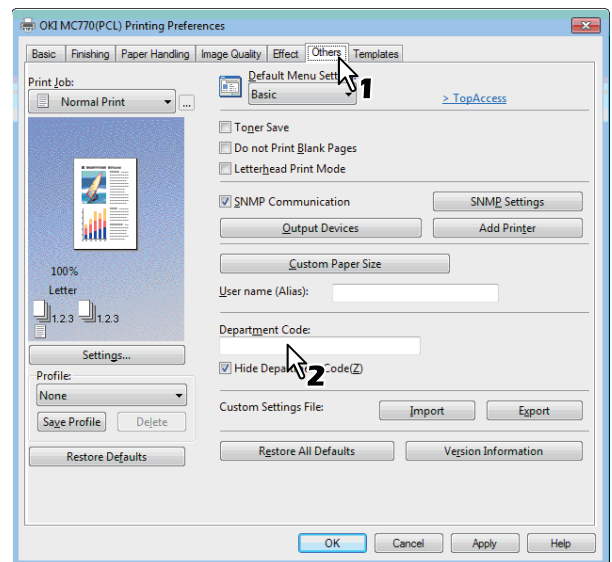 OKI MC770(PCL) Printing Preferences
Basic Finishing Paper Handling Image Quality Effect Others Templates
Print Job:
Normal Print ...
100%
Letter
1.2.3 1.2.3
Settings...
Profile:
None
Save Profile Delete
Restore Defaults
Default Menu Sett
1
Basic
> TopAccess
Toner Save
Do not Print Blank Pages
Letterhead Print Mode
SNMP Communication SNMP Settings
Output Devices Add Printer
Custom Paper Size
User name (Alias):
Department Code:
2
Hide Depa Code(Z)
Custom Settings File: Import Export
Restore All Defaults Version Information
OK Cancel Apply Help